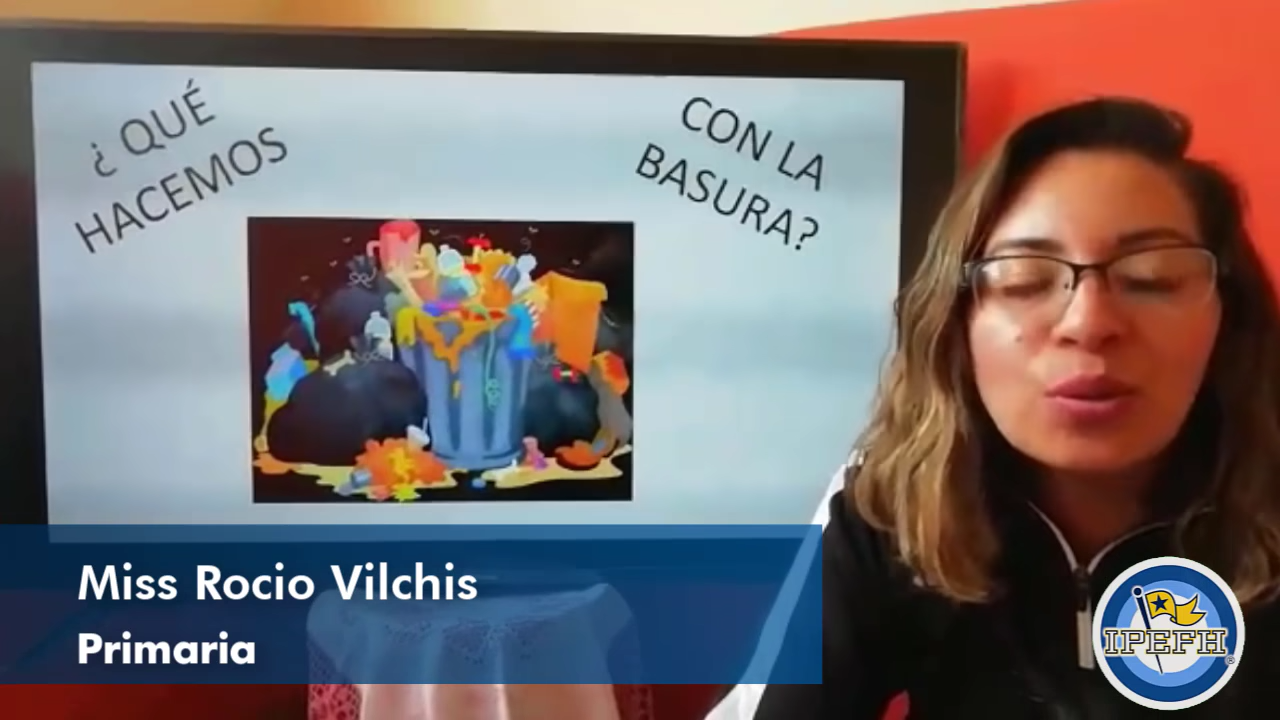 ¿ QUÉ
HACEMOS
CON LA
BASURA?
Miss Rocio Vilchis
Primaria
IPEFH